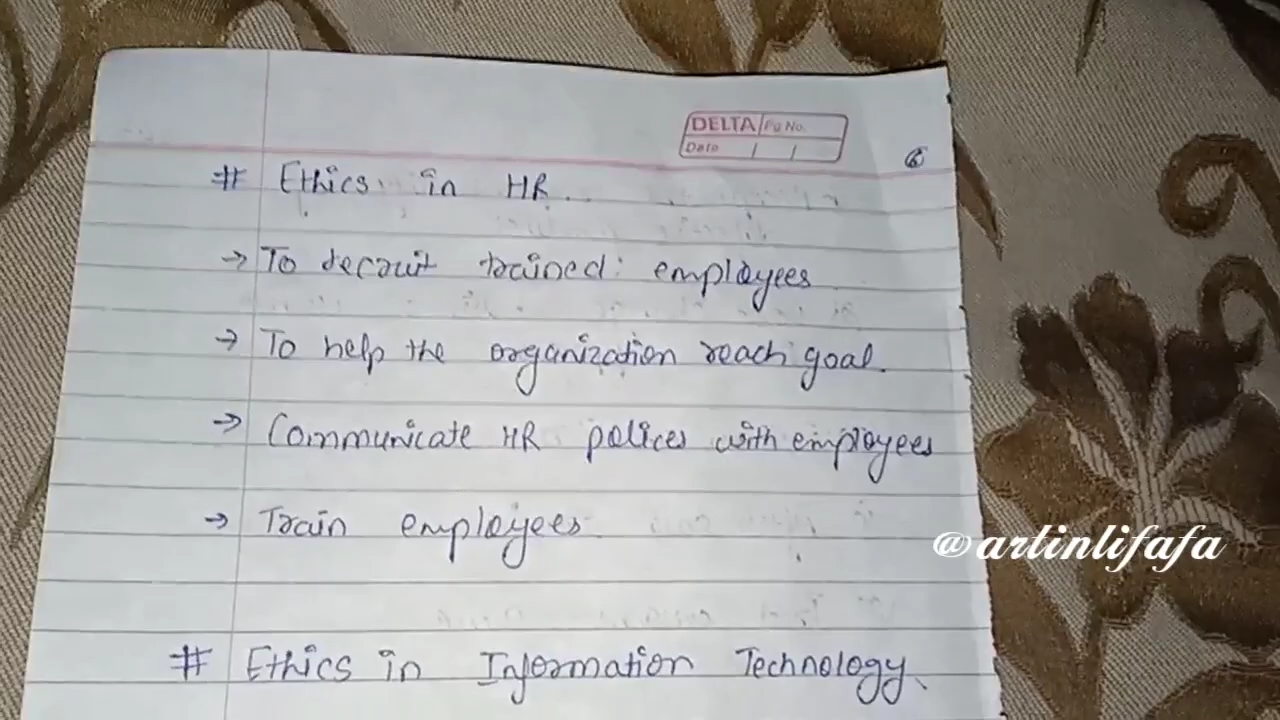 DELTA Pg No.
Date / /
6
# Ethics in HR
→ To recruit trained employees
→ To help the organization reach goal.
→ Communicate HR polices with employees
→ Train employees
@artinlifafa
# Ethics in Information Technology